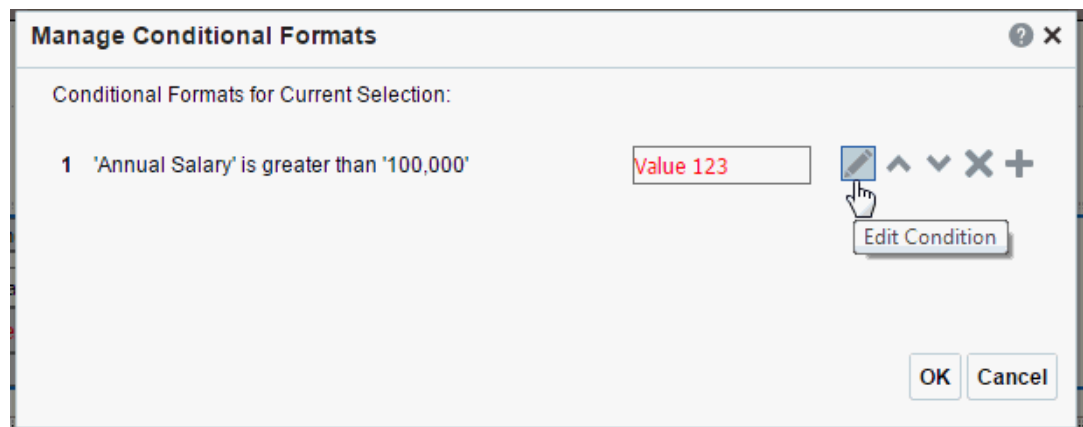 Manage Conditional Formats
Conditional Formats for Current Selection:
1 'Annual Salary' is greater than '100,000' Value 123
Edit Condition
OK Cancel